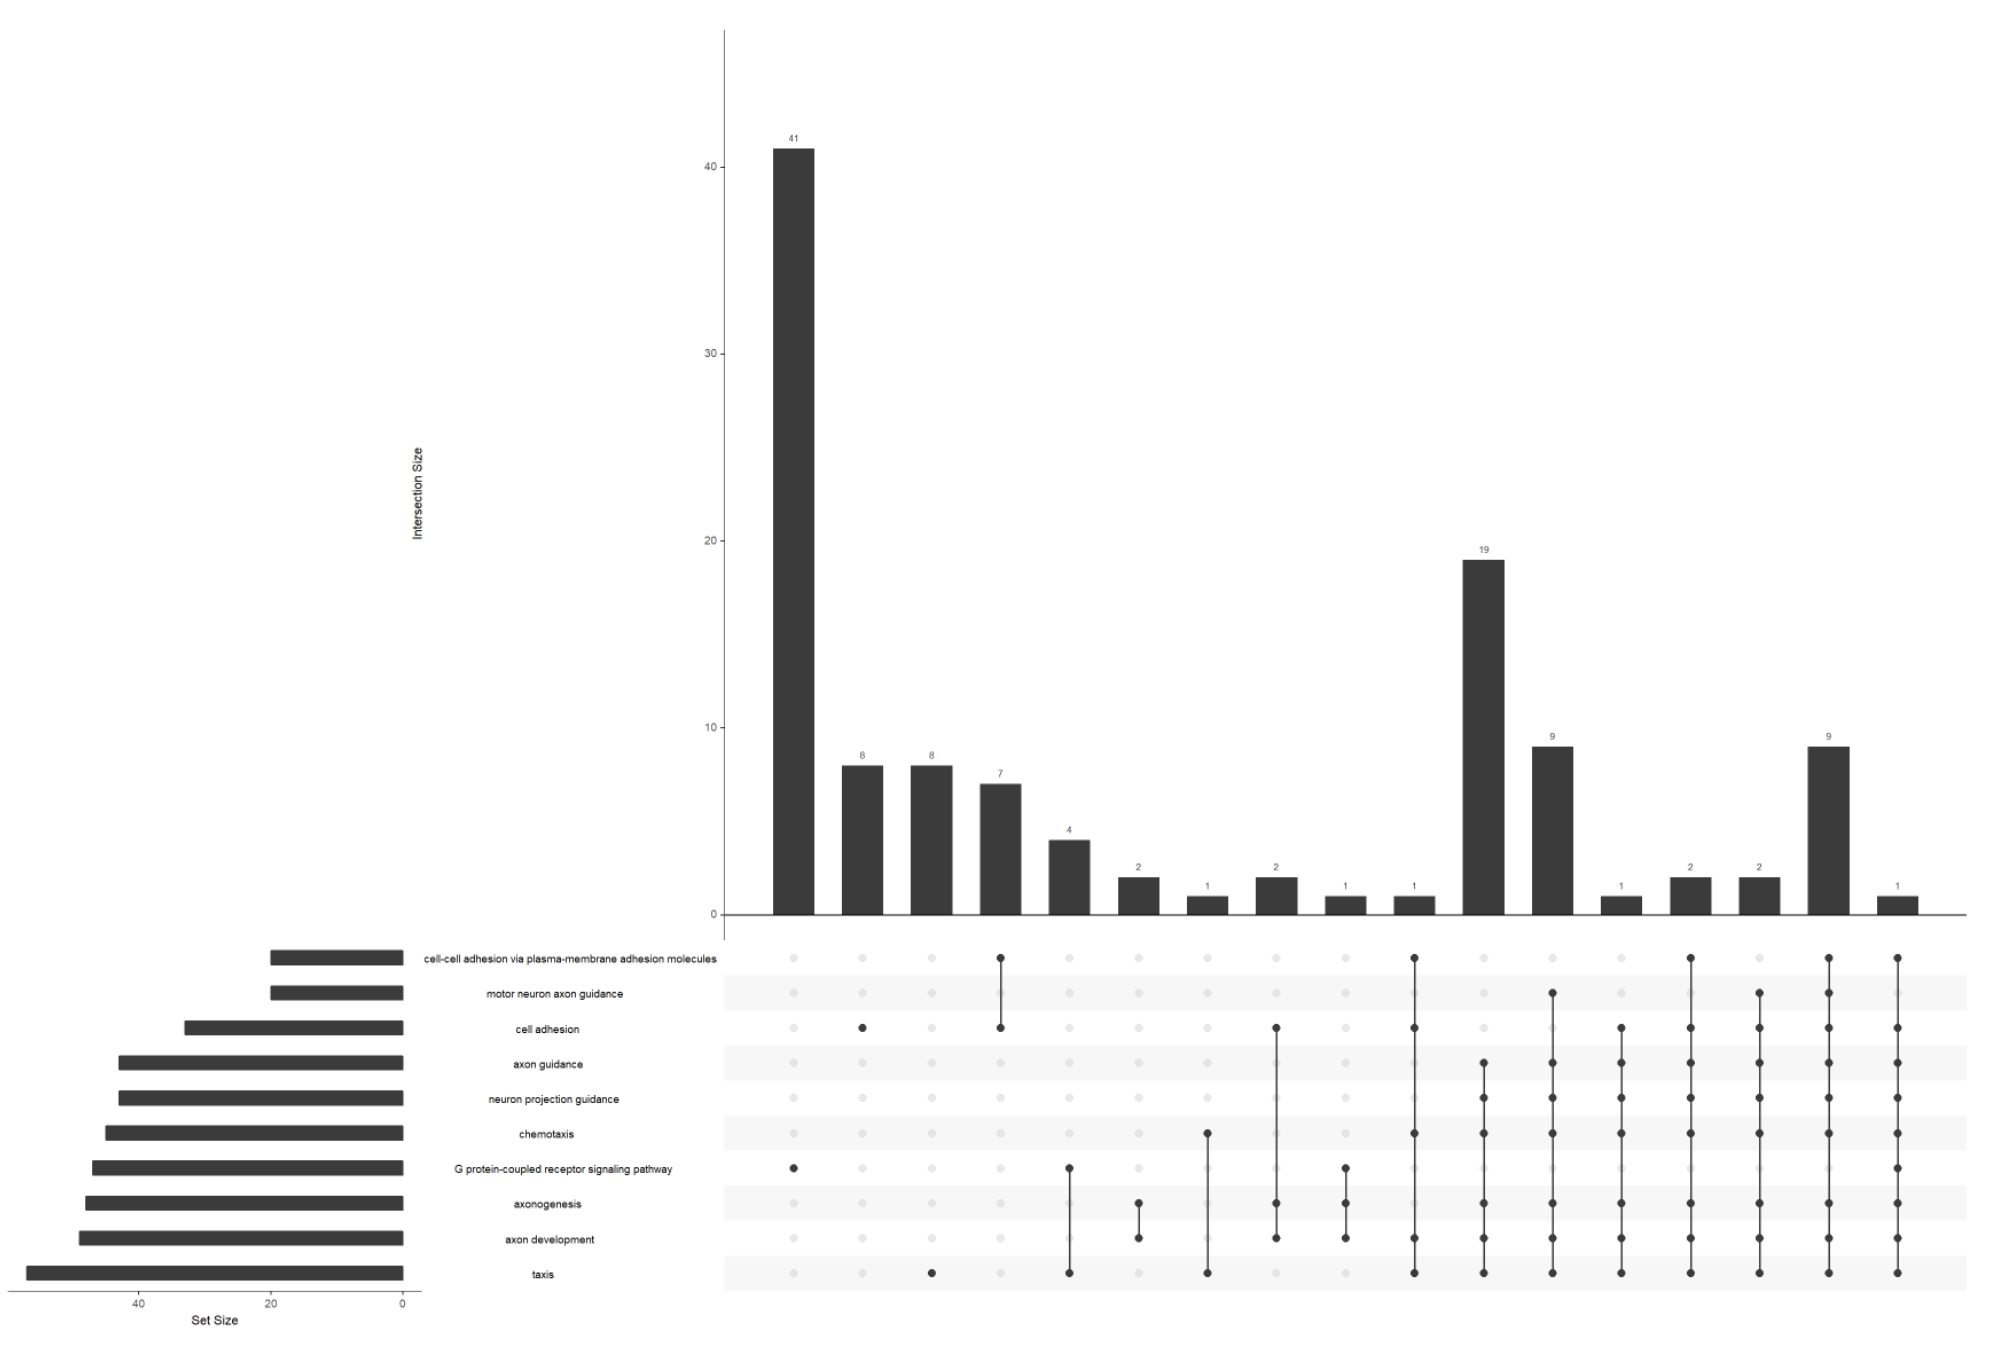 41
40
30
Intersection Size
20
19
10
8
8
7
4
2
1
2
1
1
9
1
2
2
9
1
0
cell-cell adhesion via plasma-membrane adhesion molecules
motor neuron axon guidance
cell adhesion
axon guidance
neuron projection guidance
chemotaxis
G protein-coupled receptor signaling pathway
axonogenesis
axon development
taxis
40 20 0
Set Size